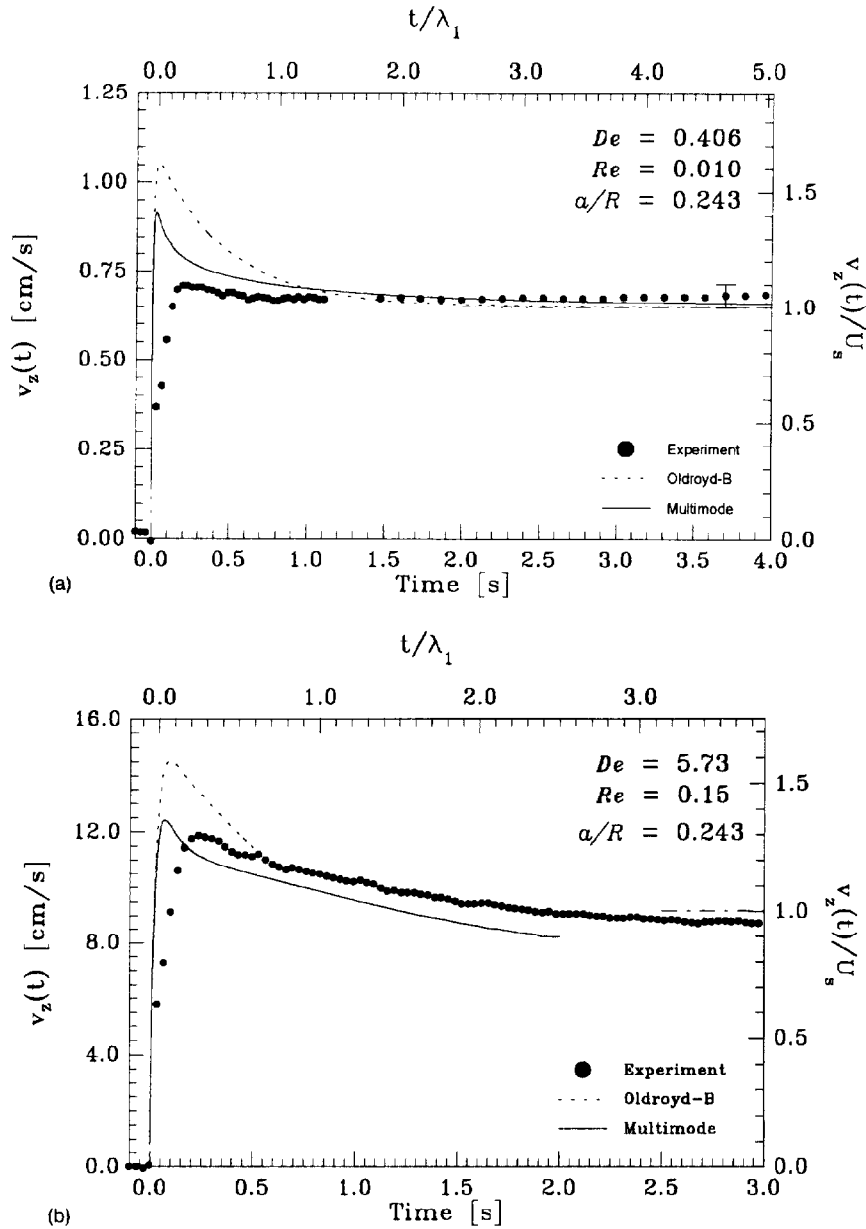 t/λ₁
0.0 1.0 2.0 3.0 4.0 5.0
1.25
1.00
0.75
0.50
0.25
0.00
v_z(t) [cm/s]
De = 0.406
Re = 0.010
a/R = 0.243
1.5
1.0
0.5
0.0
v_z(t)/U_s
Experiment
Oldroyd-B
Multimode
0.0 0.5 1.0 1.5 2.0 2.5 3.0 3.5 4.0
(a)
Time [s]
t/λ₁
0.0 1.0 2.0 3.0
16.0
12.0
8.0
4.0
0.0
v_z(t) [cm/s]
De = 5.73
Re = 0.15
a/R = 0.243
1.5
1.0
0.5
0.0
v_z(t)/U_s
Experiment
Oldroyd-B
Multimode
0.0 0.5 1.0 1.5 2.0 2.5 3.0
(b)
Time [s]